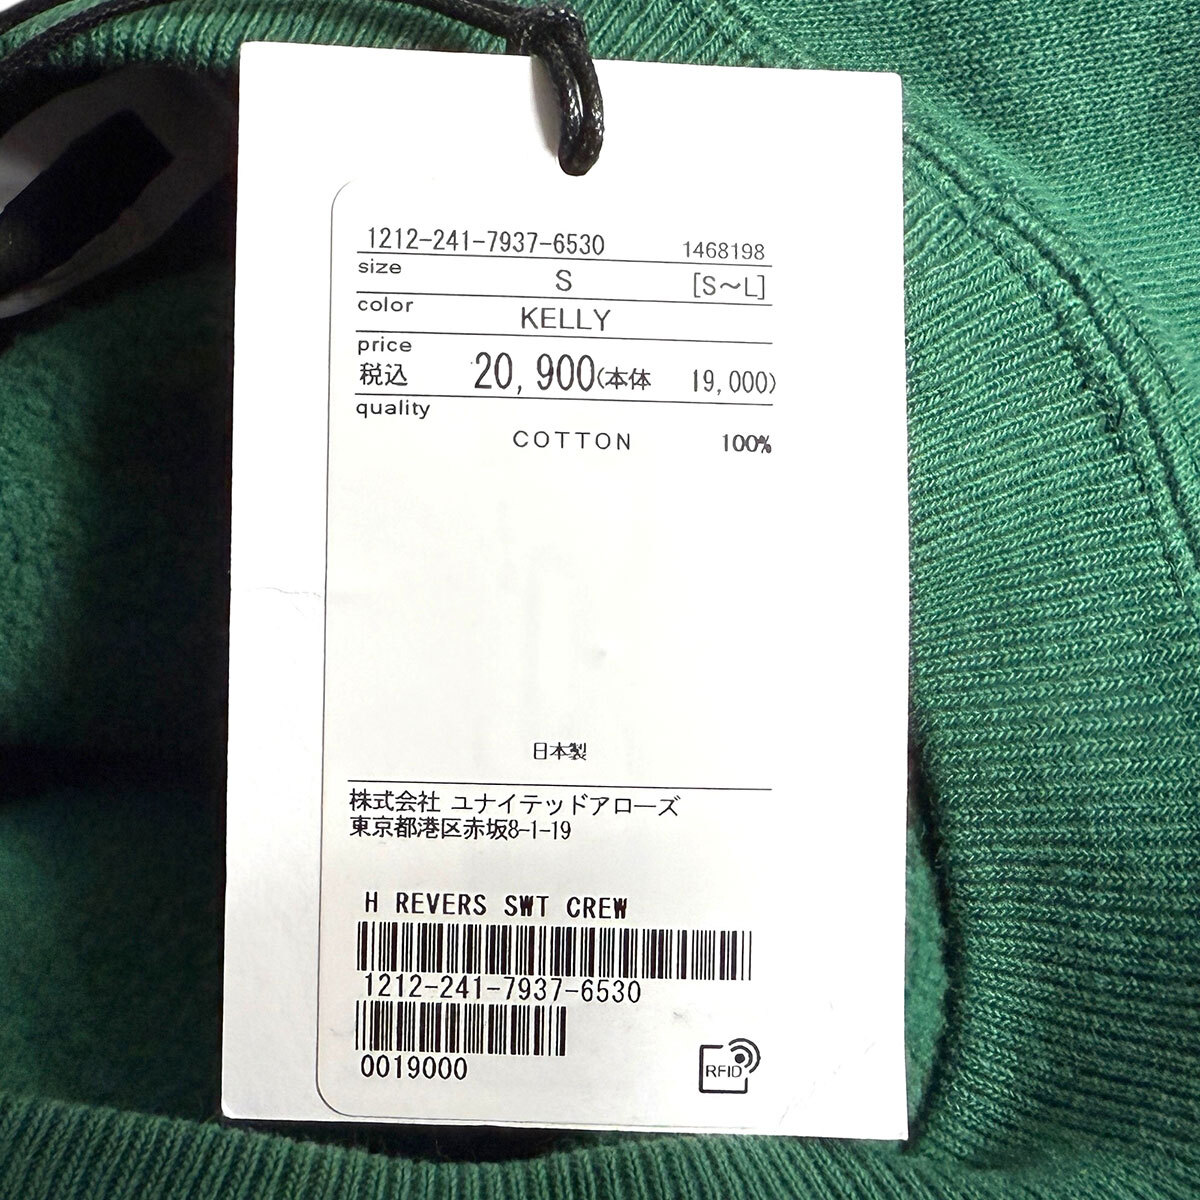 1212-241-7937-6530 1468198
size S [S〜L]
color KELLY
price
税込 20,900(本体 19,000)
quality
COTTON 100%
日本製
株式会社 ユナイテッドアローズ
東京都港区赤坂8-1-19
H REVERS SWT CREW
1212-241-7937-6530
0019000
RFID